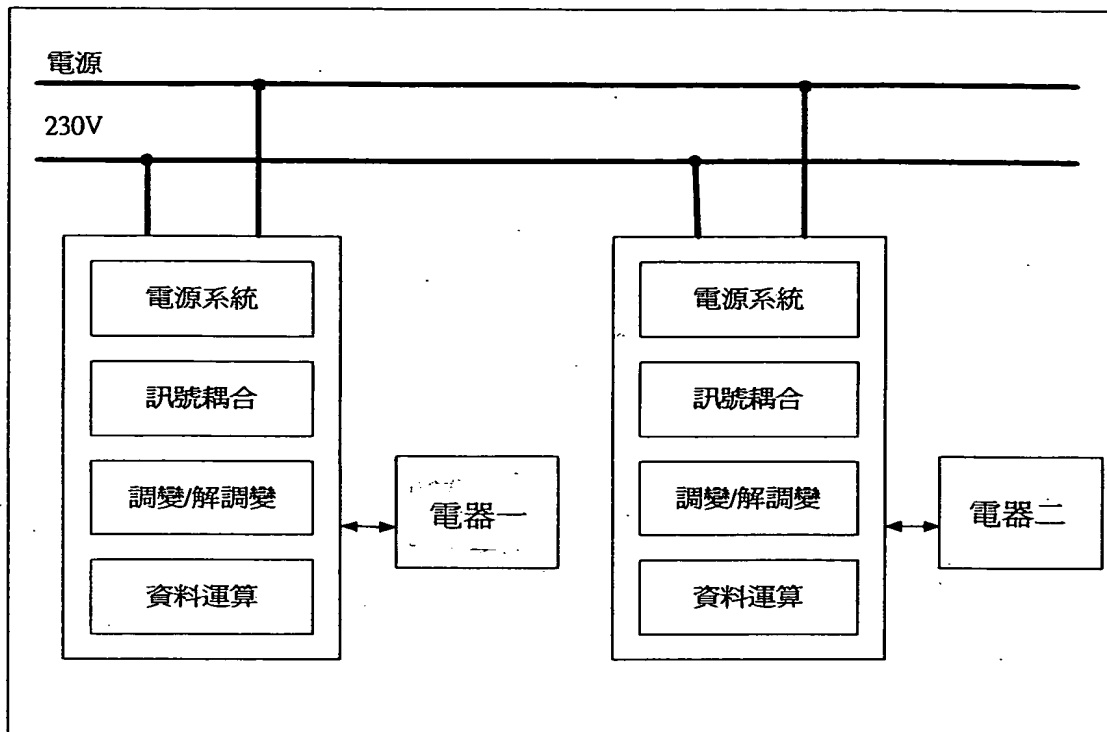 電源
230V
電源系統
訊號耦合
調變/解調變
資料運算
電器一
電源系統
訊號耦合
調變/解調變
資料運算
電器二